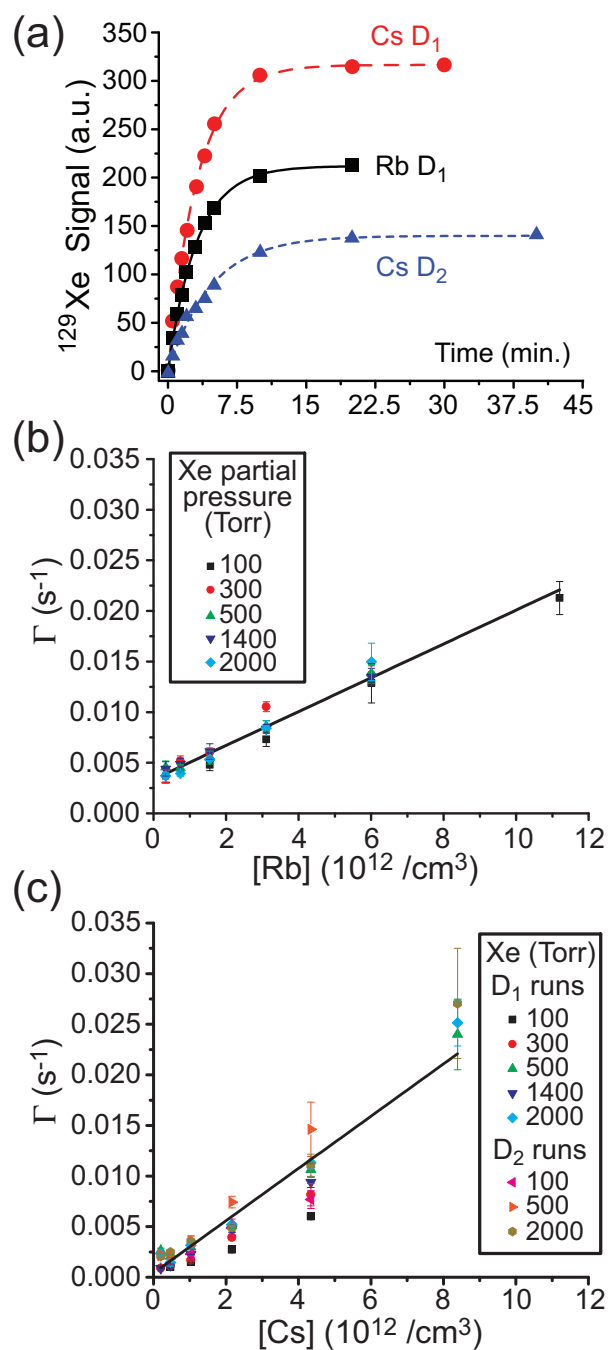 (a)
350
300
250
200
150
100
50
0
¹²⁹Xe Signal (a.u.)
Cs D₁
Rb D₁
Cs D₂
Time (min.)
0 7.5 15 22.5 30 37.5 45
(b)
0.035
0.030
0.025
0.020
0.015
0.010
0.005
0.000
Γ (s⁻¹)
Xe partial
pressure
(Torr)
100
300
500
1400
2000
0 2 4 6 8 10 12
[Rb] (10¹² /cm³)
(c)
0.035
0.030
0.025
0.020
0.015
0.010
0.005
0.000
Γ (s⁻¹)
Xe (Torr)
D₁ runs
100
300
500
1400
2000
D₂ runs
100
500
2000
0 2 4 6 8 10 12
[Cs] (10¹² /cm³)